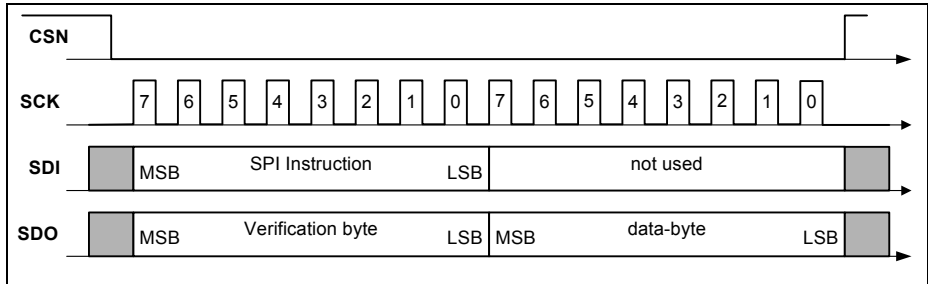 CSN
SCK 7 6 5 4 3 2 1 0 7 6 5 4 3 2 1 0
SDI MSB SPI Instruction LSB not used
SDO MSB Verification byte LSB MSB data-byte LSB